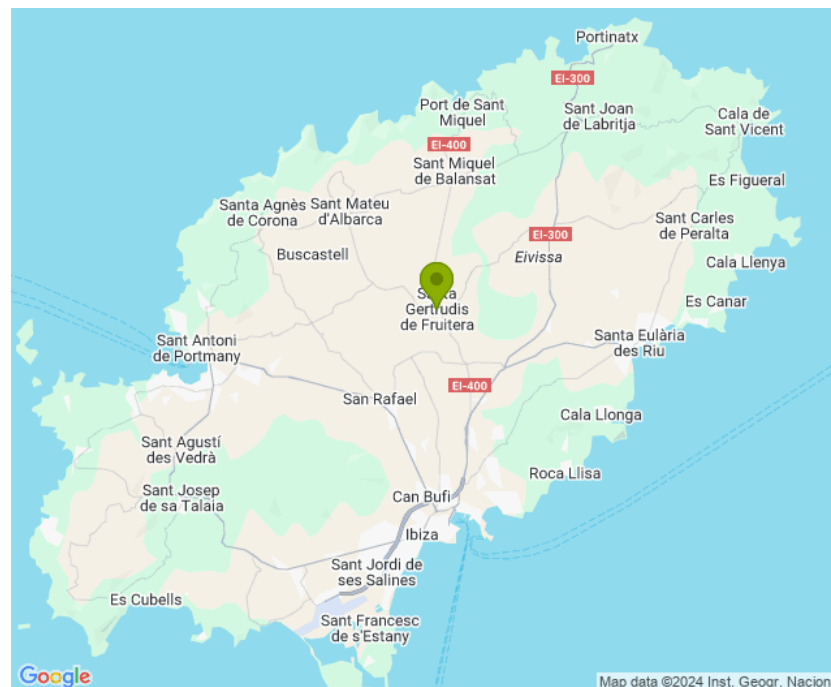 Portinatx
EI-300
Port de Sant
Miquel
Sant Joan
de Labritja
Cala de
Sant Vicent
EI-400
Sant Miquel
de Balansat
Es Figueral
Santa Agnès
de Corona
Sant Mateu
d'Albarca
Sant Carles
de Peralta
EI-300
Buscastell
Eivissa
Cala Llenya
Santa
Gertrudis
de Fruitera
Es Canar
Sant Antoni
de Portmany
Santa Eulària
des Riu
EI-400
San Rafael
Cala Llonga
Sant Agustí
des Vedrà
Roca Llisa
Sant Josep
de sa Talaia
Can Bufi
Ibiza
Sant Jordi de
ses Salines
Es Cubells
Sant Francesc
de s'Estany
Google
Map data ©2024 Inst. Geogr. Nacion